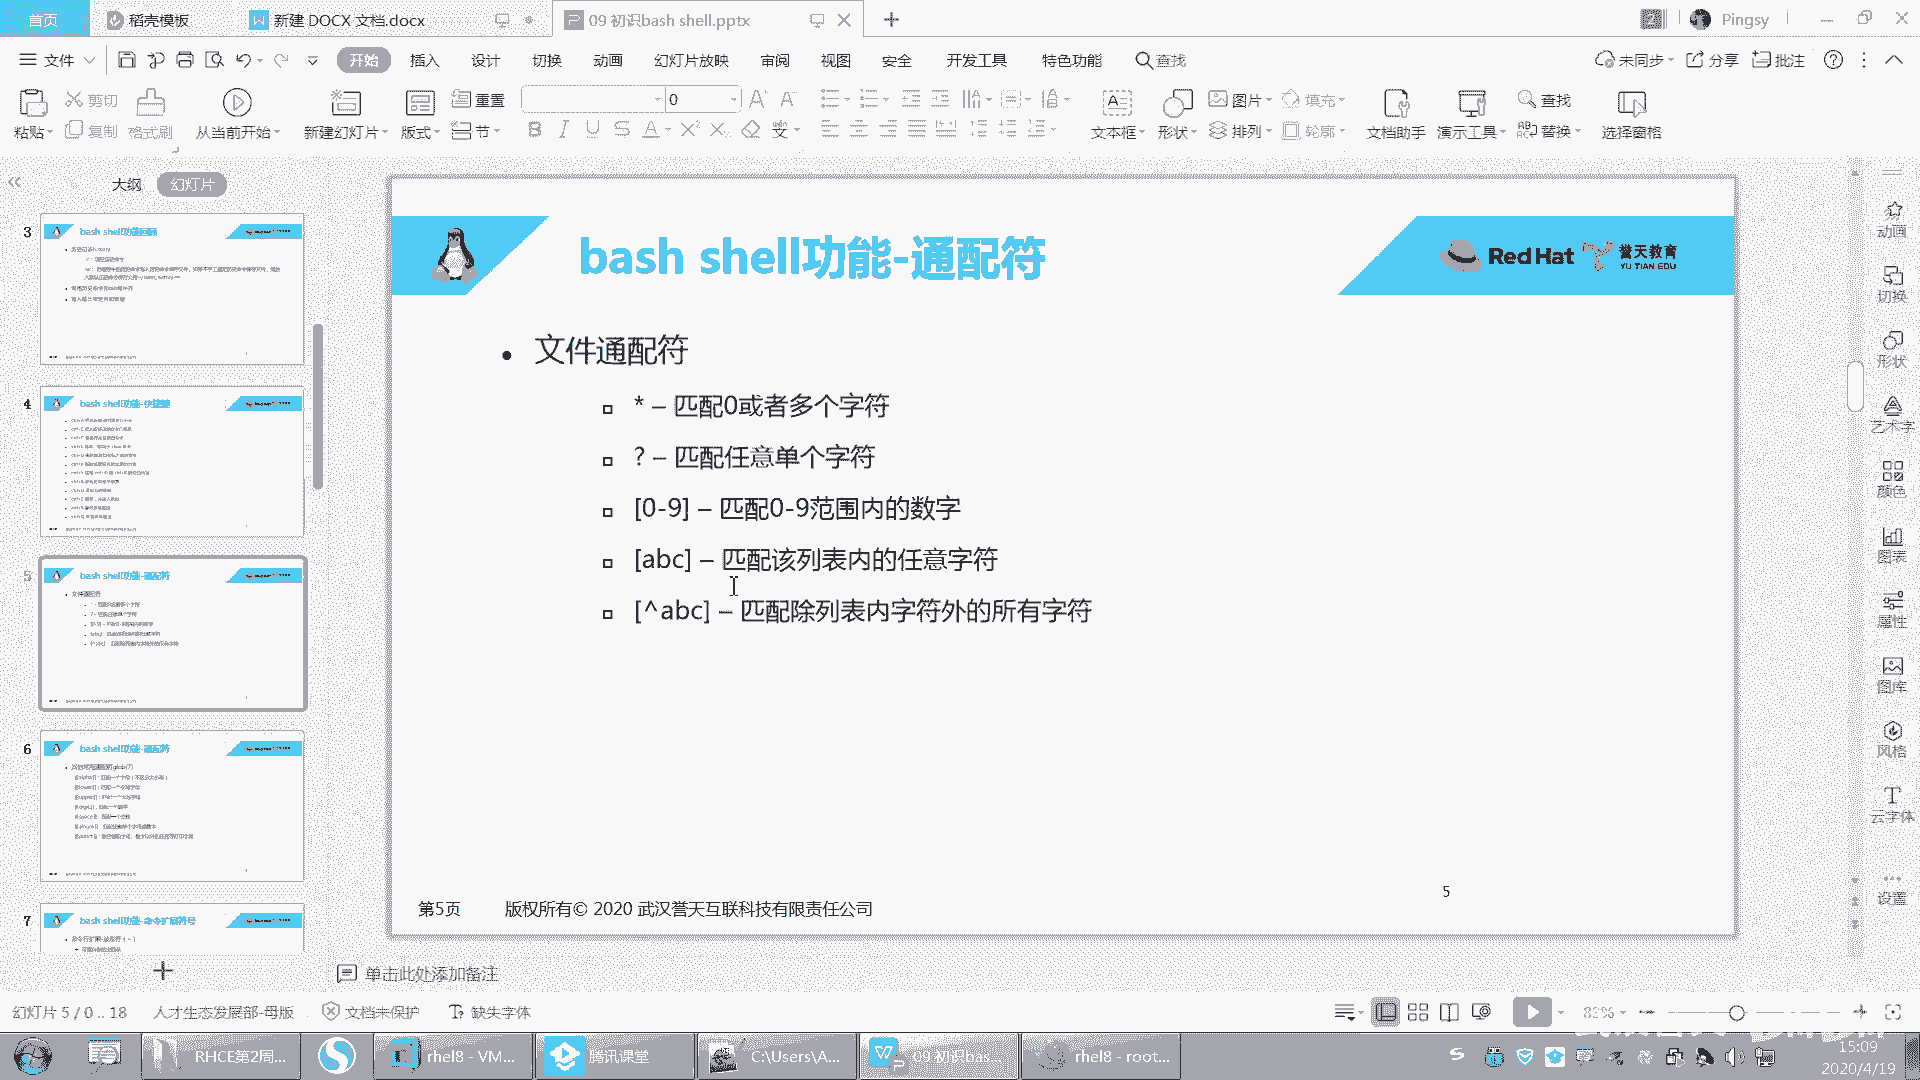 首页 稻壳模板 新建 DOCX 文档.docx 09 初识bash shell.pptx Pingsy
文件 开始 插入 设计 切换 动画 幻灯片放映 审阅 视图 安全 开发工具 特色功能 查找 未同步 分享 批注
粘贴 剪切 复制 格式刷 从当前开始 新建幻灯片 版式 重置 节 0 文本框 形状 图片 排列 填充 轮廓 文档助手 演示工具 查找 替换 选择窗格
大纲 幻灯片
3 bash shell功能回顾
4 bash shell功能-快捷键
5 bash shell功能-通配符
6 bash shell功能-通配符
7 bash shell功能-命令扩展符号
bash shell功能-通配符
Red Hat 誉天教育
YU TIAN EDU
• 文件通配符
* – 匹配0或者多个字符
? – 匹配任意单个字符
[0-9] – 匹配0-9范围内的数字
[abc] – 匹配该列表内的任意字符
[^abc] – 匹配除列表内字符外的所有字符
5
第5页 版权所有© 2020 武汉誉天互联科技有限责任公司
动画
切换
形状
艺术字
颜色
图表
属性
图库
风格
云字体
设置
单击此处添加备注
幻灯片 5 / 0 .. 18 人才生态发展部-母版 文档未保护 缺失字体 83%
RHCE第2周... rhel8 - VM... 腾讯课堂 C:\Users\A... 09 初识bas... rhel8 - root...
15:09
2020/4/19